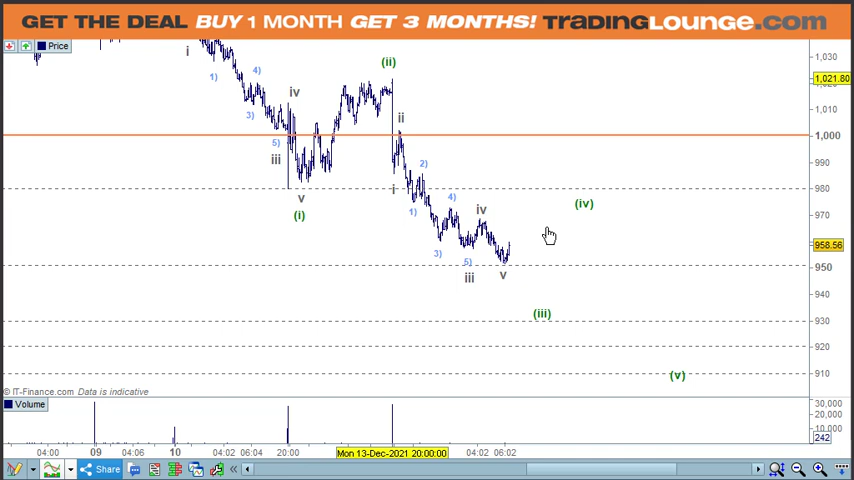 GET THE DEAL BUY 1 MONTH GET 3 MONTHS! TRADINGLOUNGE.com
Price
1,030
1,021.80
1,010
1,000
990
980
970
958.56
950
940
930
920
910
i
1)
4)
3)
5)
iii
iv
v
(i)
(ii)
ii
i
2)
1)
4)
3)
5)
iii
iv
v
(iii)
(iv)
(v)
© IT-Finance.com Data is indicative
Volume
30,000
20,000
242
04:00 09 04:06 10 04:02 06:04 20:00 Mon 13-Dec-2021 20:00:00 04:02 06:02
Share